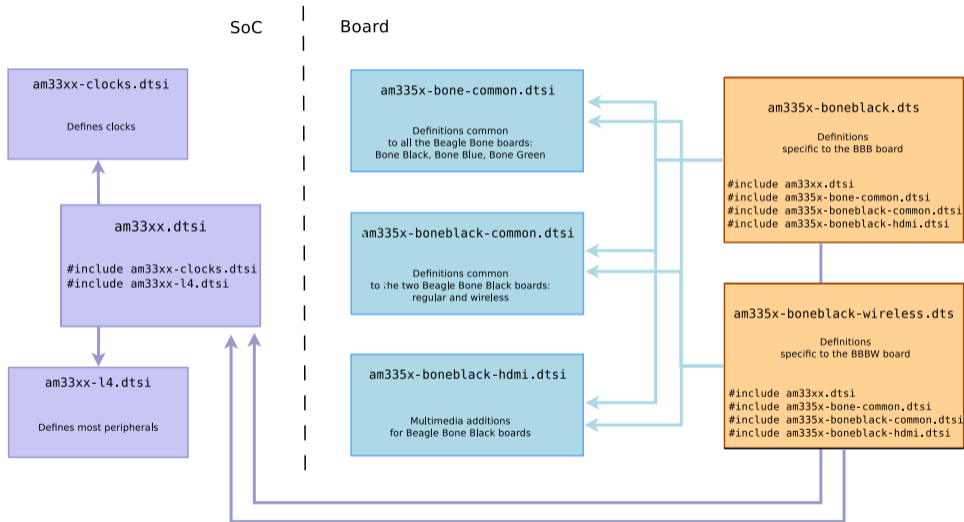 SoC
Board
am33xx-clocks.dtsi
Defines clocks
am33xx.dtsi
#include am33xx-clocks.dtsi
#include am33xx-l4.dtsi
am33xx-l4.dtsi
Defines most peripherals
am335x-bone-common.dtsi
Definitions common
to all the Beagle Bone boards:
Bone Black, Bone Blue, Bone Green
am335x-boneblack-common.dtsi
Definitions common
to the two Beagle Bone Black boards:
regular and wireless
am335x-boneblack-hdmi.dtsi
Multimedia additions
for Beagle Bone Black boards
am335x-boneblack.dts
Definitions
specific to the BBB board
#include am33xx.dtsi
#include am335x-bone-common.dtsi
#include am335x-boneblack-common.dtsi
#include am335x-boneblack-hdmi.dtsi
am335x-boneblack-wireless.dts
Definitions
specific to the BBBW board
#include am33xx.dtsi
#include am335x-bone-common.dtsi
#include am335x-boneblack-common.dtsi
#include am335x-boneblack-hdmi.dtsi